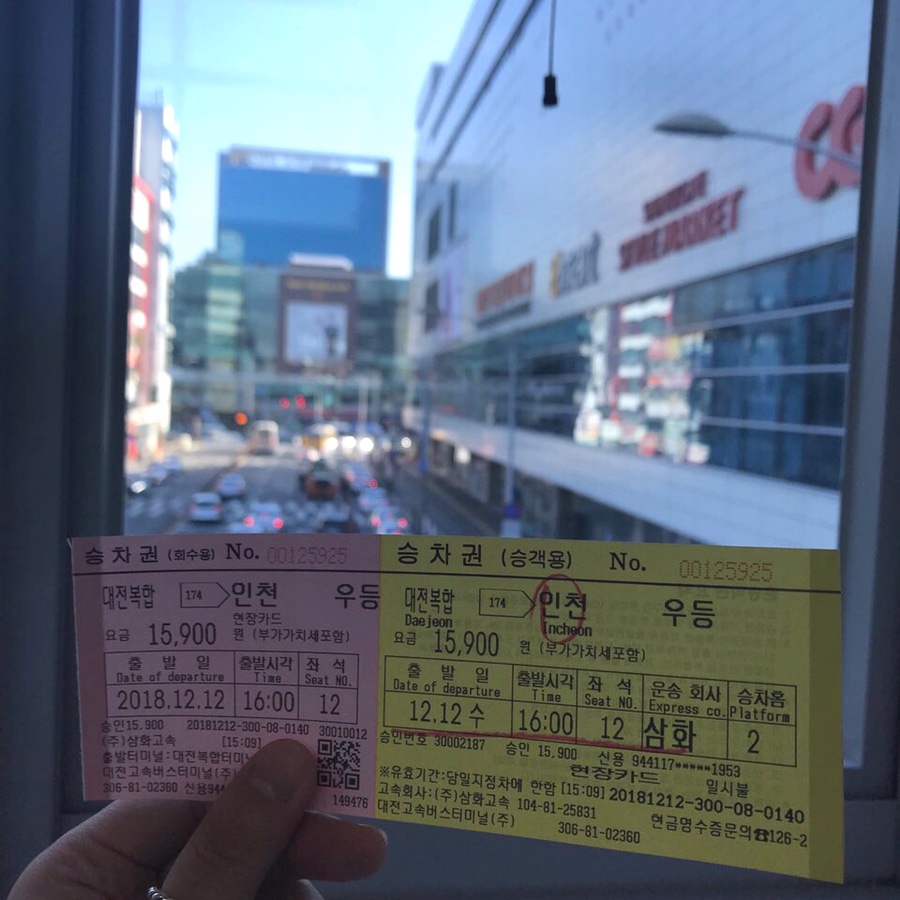 승차권 (회수용) No. 00125925
대전복합 174 인천 우등
현장카드
요금 15,900 원 (부가가치세포함)
출발일 출발시각 좌석
Date of departure Time Seat NO.
2018.12.12 16:00 12
승인15,900 20181212-300-08-0140 30010012
(주)삼화고속 [15:09]
출발터미널:대전복합터미
대전고속버스터미널(주)
306-81-02360 신용944
149476
승차권 (승객용) No. 00125925
대전복합 174 인천 우등
Daejeon Incheon
요금 15,900 원 (부가가치세포함)
출발일 출발시각 좌석 운송회사 승차홈
Date of departure Time Seat NO. Express co. Platform
12.12 수 16:00 12 삼화 2
승인번호 30002187 승인 15,900 신용 944117*****1953
현장카드 일시불
※유효기간:당일지정차에 한함 [15:09] 20181212-300-08-0140
고속회사:(주)삼화고속 104-81-25831 현금영수증문의☎126-2
대전고속버스터미널(주) 306-81-02360